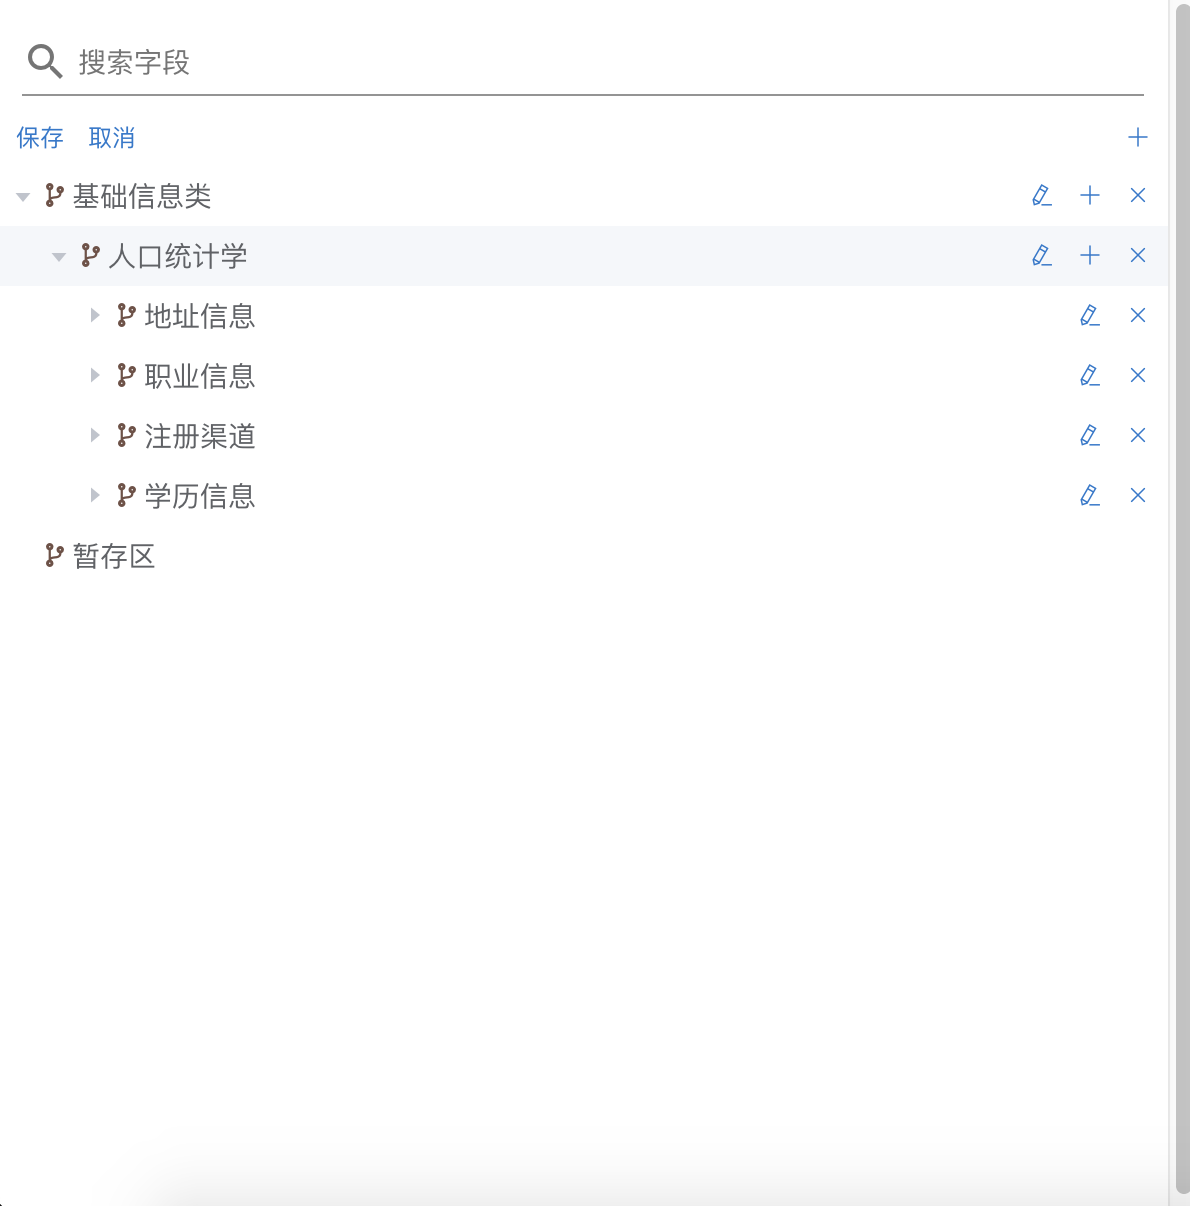 搜索字段
保存 取消
基础信息类
人口统计学
地址信息
职业信息
注册渠道
学历信息
暂存区